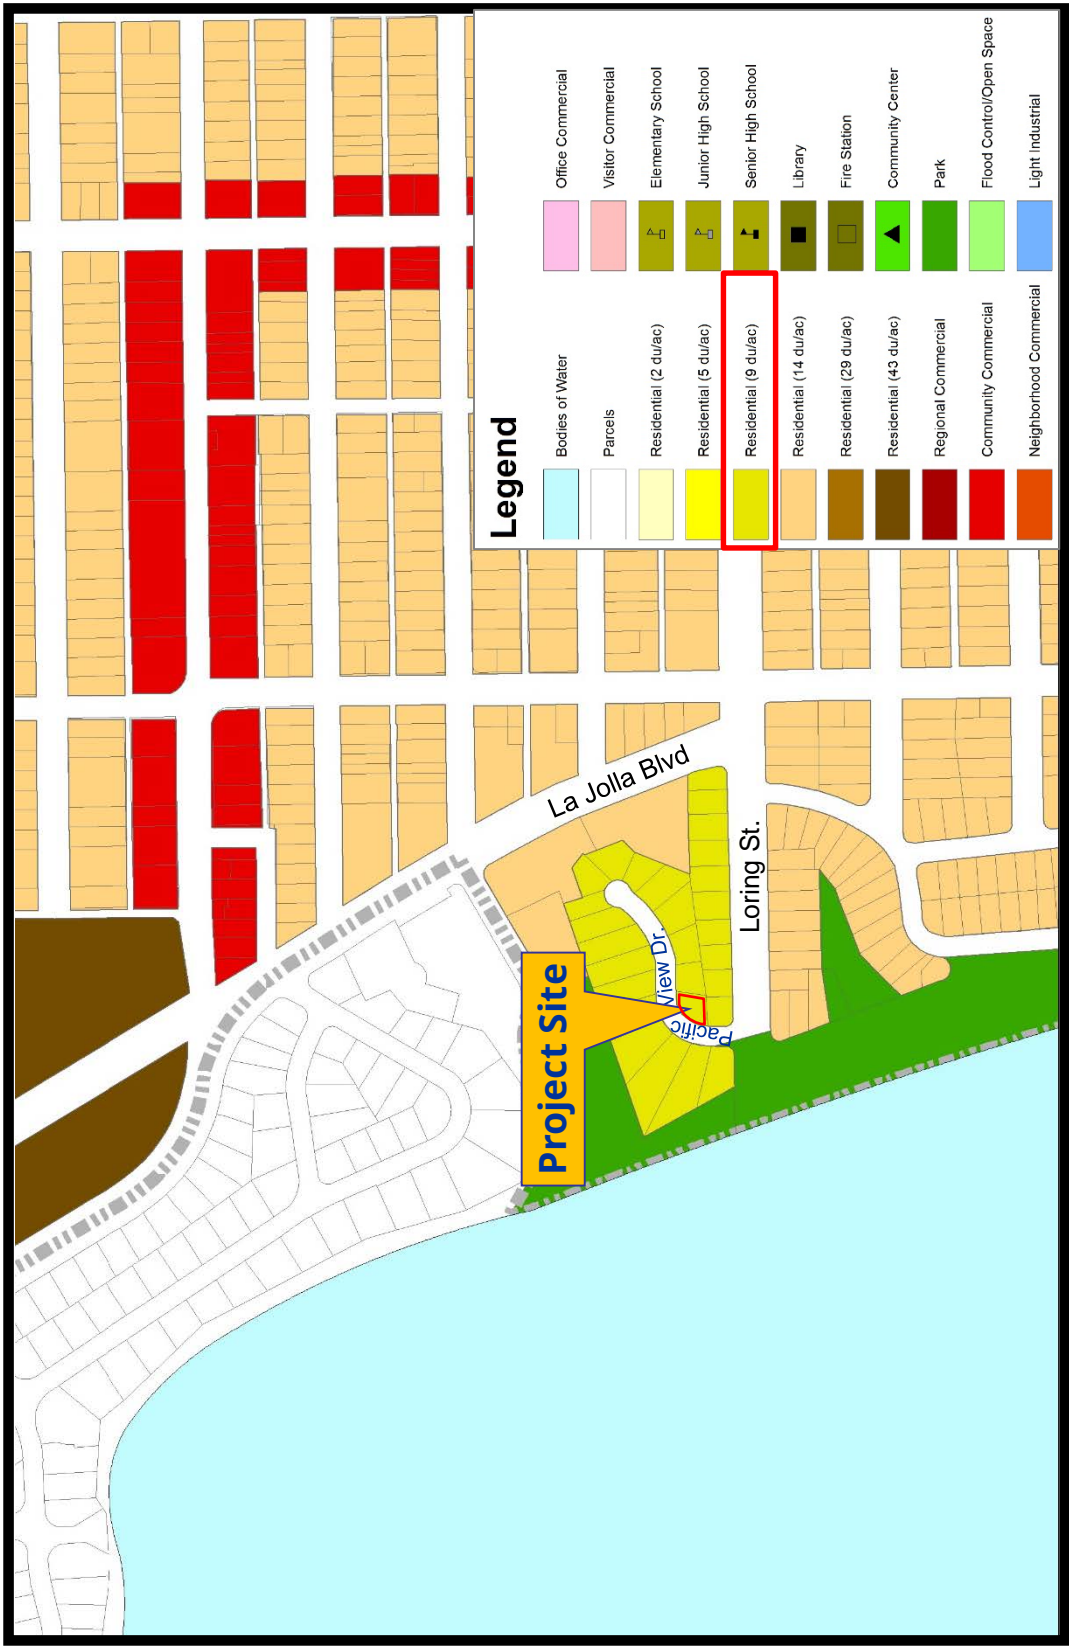 Legend
Bodies of Water
Parcels
Residential (2 du/ac)
Residential (5 du/ac)
Residential (9 du/ac)
Residential (14 du/ac)
Residential (29 du/ac)
Residential (43 du/ac)
Regional Commercial
Community Commercial
Neighborhood Commercial
Office Commercial
Visitor Commercial
Elementary School
Junior High School
Senior High School
Library
Fire Station
Community Center
Park
Flood Control/Open Space
Light Industrial
La Jolla Blvd
Loring St.
Pacific View Dr.
Project Site